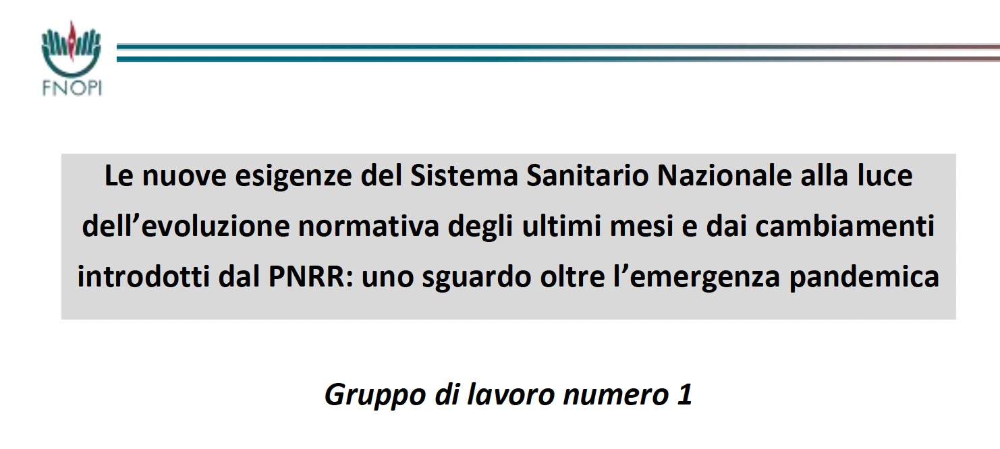 FNOPI
Le nuove esigenze del Sistema Sanitario Nazionale alla luce
dell’evoluzione normativa degli ultimi mesi e dai cambiamenti
introdotti dal PNRR: uno sguardo oltre l’emergenza pandemica
Gruppo di lavoro numero 1